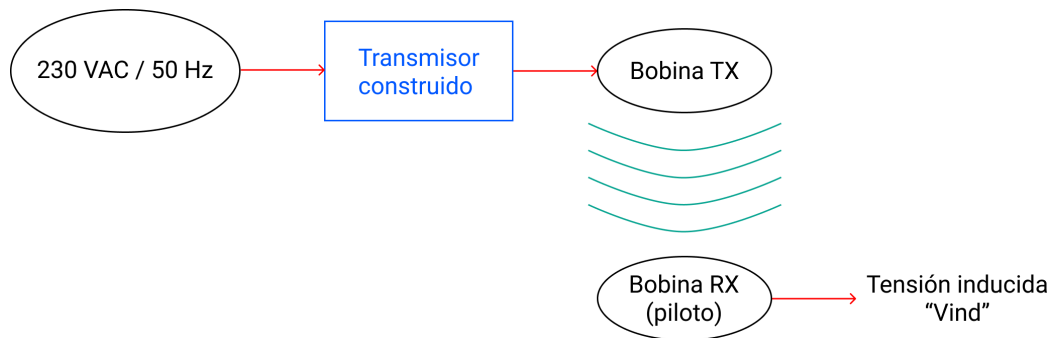 230 VAC / 50 Hz
Transmisor
construido
Bobina TX
Bobina RX
(piloto)
Tensión inducida
“Vind”